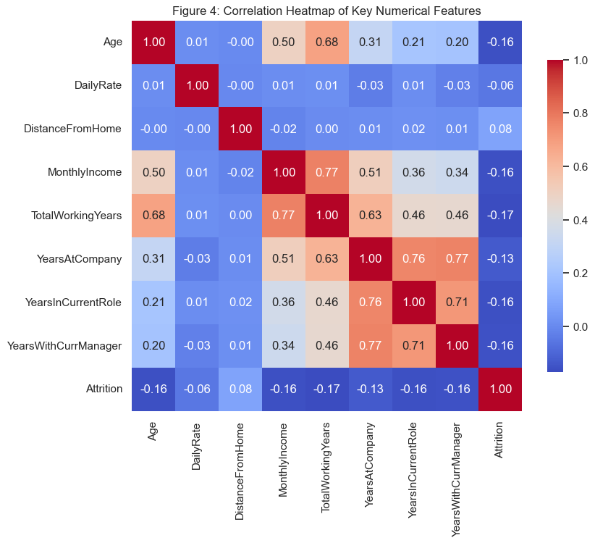 Figure 4: Correlation Heatmap of Key Numerical Features
Age 1.00 0.01 -0.00 0.50 0.68 0.31 0.21 0.20 -0.16
DailyRate 0.01 1.00 -0.00 0.01 0.01 -0.03 0.01 -0.03 -0.06
DistanceFromHome -0.00 -0.00 1.00 -0.02 0.00 0.01 0.02 0.01 0.08
MonthlyIncome 0.50 0.01 -0.02 1.00 0.77 0.51 0.36 0.34 -0.16
TotalWorkingYears 0.68 0.01 0.00 0.77 1.00 0.63 0.46 0.46 -0.17
YearsAtCompany 0.31 -0.03 0.01 0.51 0.63 1.00 0.76 0.77 -0.13
YearsInCurrentRole 0.21 0.01 0.02 0.36 0.46 0.76 1.00 0.71 -0.16
YearsWithCurrManager 0.20 -0.03 0.01 0.34 0.46 0.77 0.71 1.00 -0.16
Attrition -0.16 -0.06 0.08 -0.16 -0.17 -0.13 -0.16 -0.16 1.00
Age
DailyRate
DistanceFromHome
MonthlyIncome
TotalWorkingYears
YearsAtCompany
YearsInCurrentRole
YearsWithCurrManager
Attrition
1.0
0.8
0.6
0.4
0.2
0.0